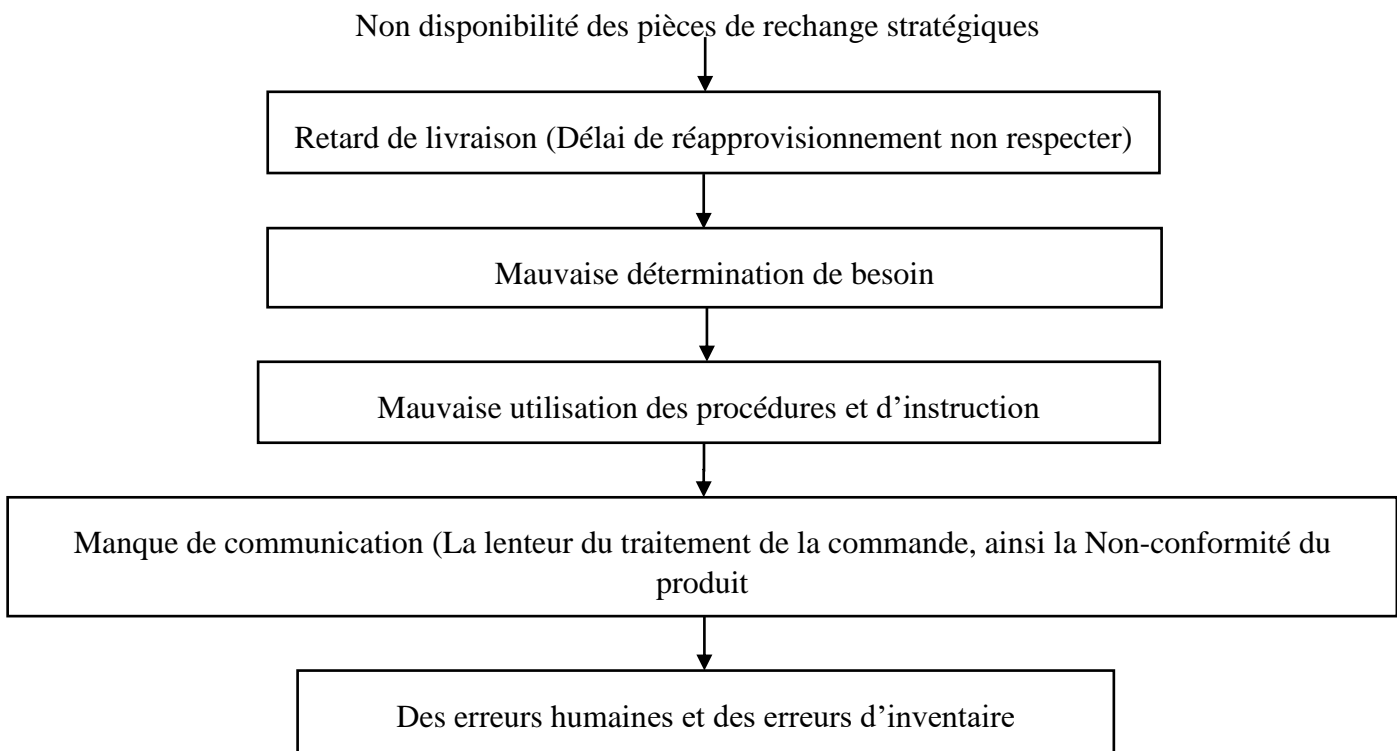 Non disponibilité des pièces de rechange stratégiques
Retard de livraison (Délai de réapprovisionnement non respecter)
Mauvaise détermination de besoin
Mauvaise utilisation des procédures et d’instruction
Manque de communication (La lenteur du traitement de la commande, ainsi la Non-conformité du
produit
Des erreurs humaines et des erreurs d’inventaire